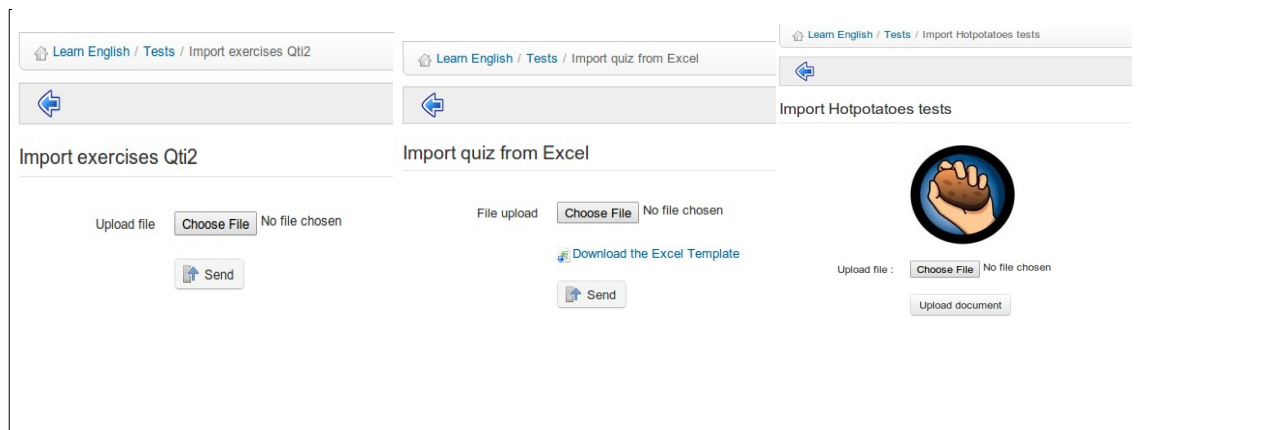 Learn English / Tests / Import exercises Qti2
Import exercises Qti2
Upload file Choose File No file chosen
Send
Learn English / Tests / Import quiz from Excel
Import quiz from Excel
File upload Choose File No file chosen
Download the Excel Template
Send
Learn English / Tests / Import Hotpotatoes tests
Import Hotpotatoes tests
Upload file : Choose File No file chosen
Upload document